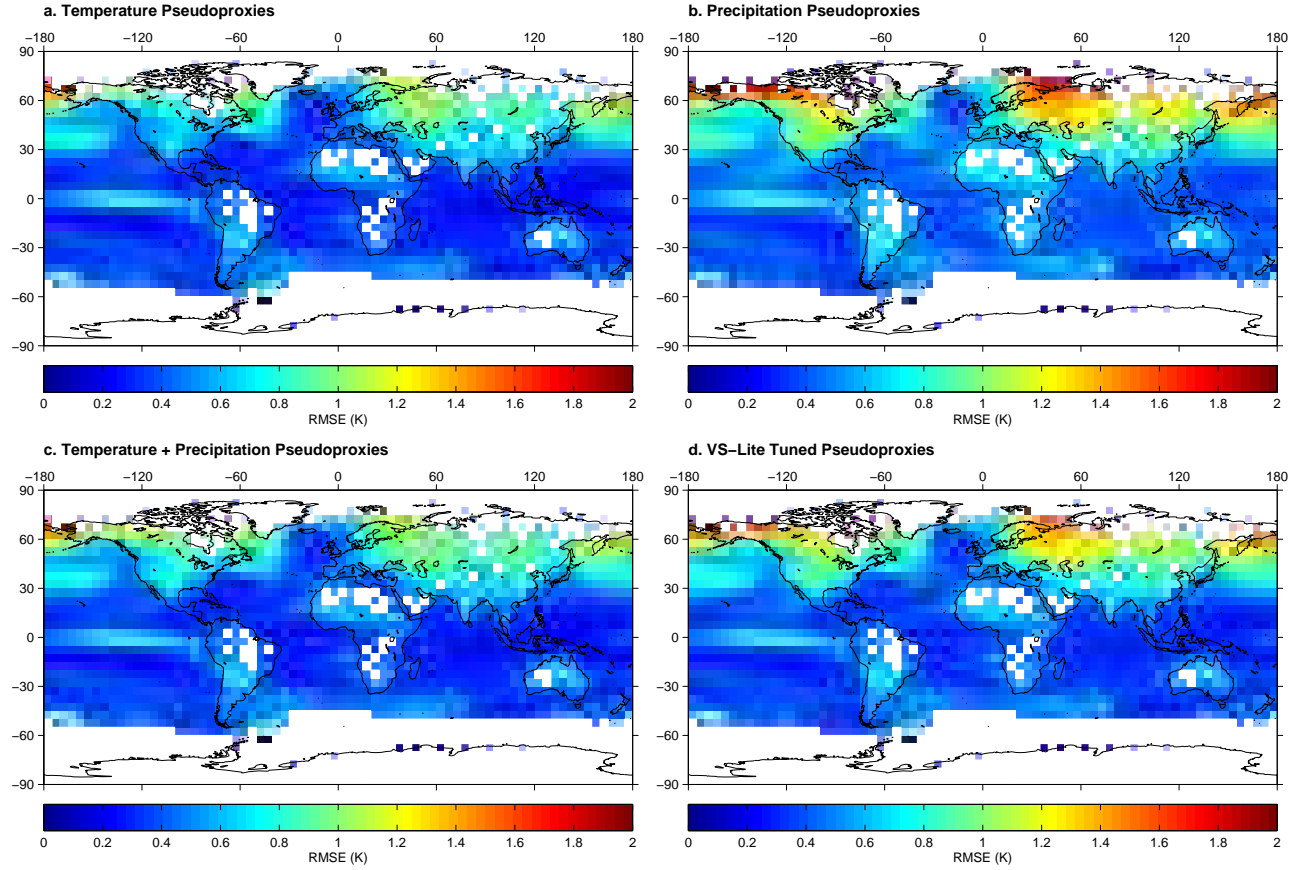 a. Temperature Pseudoproxies
−180 −120 −60 0 60 120 180
90
60
30
0
−30
−60
−90
0 0.2 0.4 0.6 0.8 1 1.2 1.4 1.6 1.8 2
RMSE (K)
b. Precipitation Pseudoproxies
−180 −120 −60 0 60 120 180
90
60
30
0
−30
−60
−90
0 0.2 0.4 0.6 0.8 1 1.2 1.4 1.6 1.8 2
RMSE (K)
c. Temperature + Precipitation Pseudoproxies
−180 −120 −60 0 60 120 180
90
60
30
0
−30
−60
−90
0 0.2 0.4 0.6 0.8 1 1.2 1.4 1.6 1.8 2
RMSE (K)
d. VS−Lite Tuned Pseudoproxies
−180 −120 −60 0 60 120 180
90
60
30
0
−30
−60
−90
0 0.2 0.4 0.6 0.8 1 1.2 1.4 1.6 1.8 2
RMSE (K)